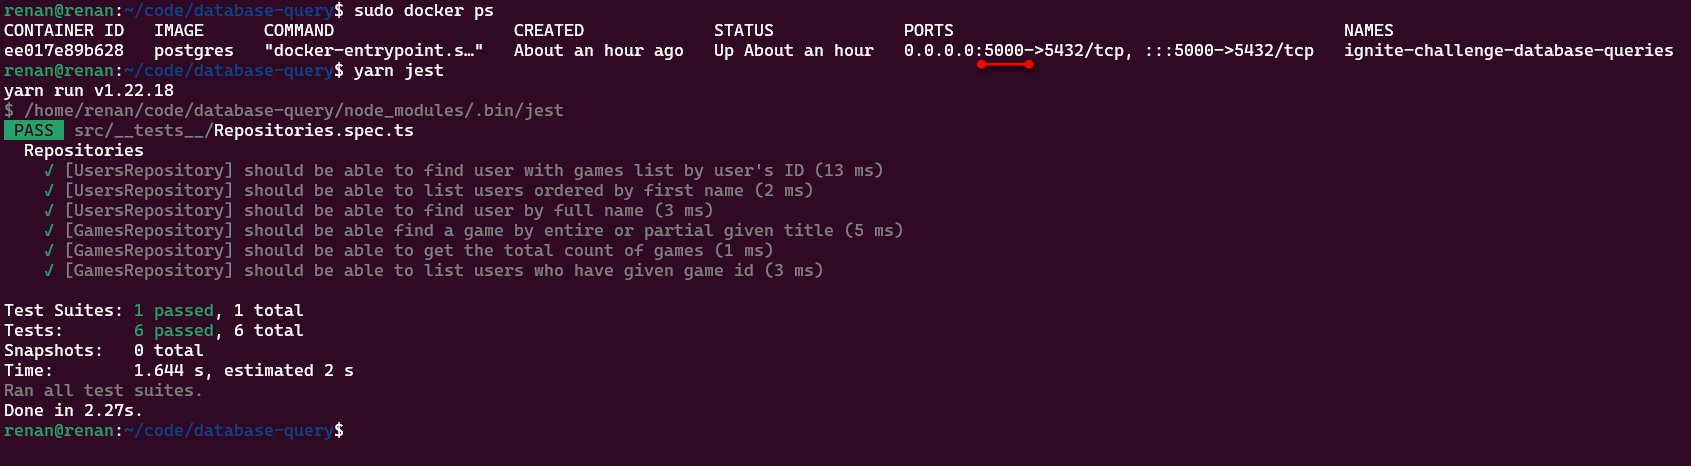 renan@renan:~/code/database-query$ sudo docker ps
CONTAINER ID   IMAGE      COMMAND                  CREATED             STATUS             PORTS                                       NAMES
ee017e89b628   postgres   "docker-entrypoint.s…"   About an hour ago   Up About an hour   0.0.0.0:5000->5432/tcp, :::5000->5432/tcp   ignite-challenge-database-queries
renan@renan:~/code/database-query$ yarn jest
yarn run v1.22.18
$ /home/renan/code/database-query/node_modules/.bin/jest
PASS src/__tests__/Repositories.spec.ts
Repositories
✓ [UsersRepository] should be able to find user with games list by user's ID (13 ms)
✓ [UsersRepository] should be able to list users ordered by first name (2 ms)
✓ [UsersRepository] should be able to find user by full name (3 ms)
✓ [GamesRepository] should be able find a game by entire or partial given title (5 ms)
✓ [GamesRepository] should be able to get the total count of games (1 ms)
✓ [GamesRepository] should be able to list users who have given game id (3 ms)
Test Suites: 1 passed, 1 total
Tests:       6 passed, 6 total
Snapshots:   0 total
Time:        1.644 s, estimated 2 s
Ran all test suites.
Done in 2.27s.
renan@renan:~/code/database-query$